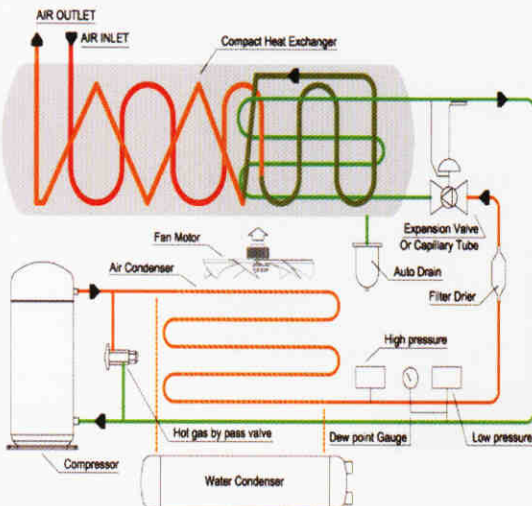 AIR OUTLET
AIR INLET
Compact Heat Exchanger
Expansion Valve
Or Capillary Tube
Fan Motor
Air Condenser
Auto Drain
Filter Drier
High pressure
Hot gas by pass valve
Dew point Gauge
Low pressure
Compressor
Water Condenser